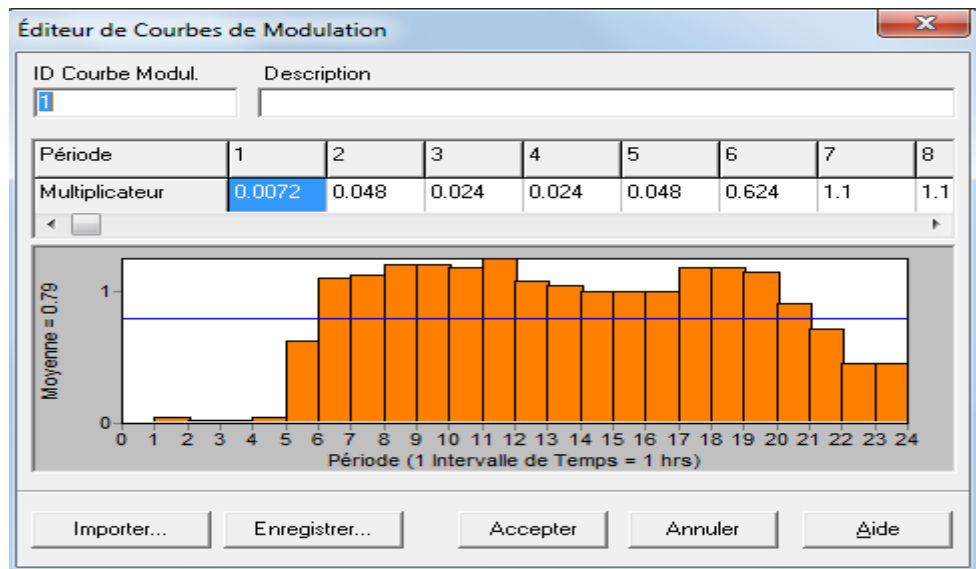 Éditeur de Courbes de Modulation
ID Courbe Modul. Description
1
Période 1 2 3 4 5 6 7 8
Multiplicateur 0.0072 0.048 0.024 0.024 0.048 0.624 1.1 1.1
Moyenne = 0.79
1
0
0 1 2 3 4 5 6 7 8 9 10 11 12 13 14 15 16 17 18 19 20 21 22 23 24
Période (1 Intervalle de Temps = 1 hrs)
Importer... Enregistrer... Accepter Annuler Aide